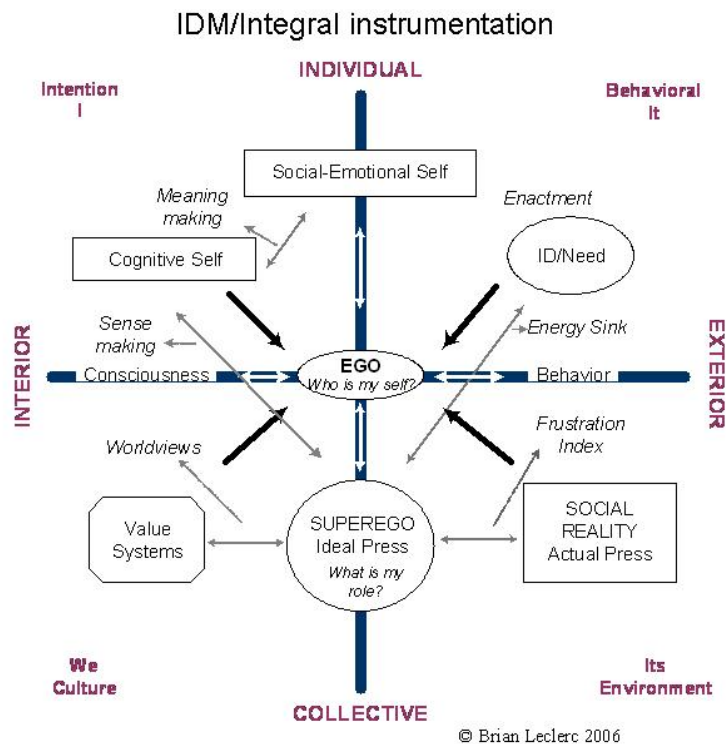 IDM/Integral instrumentation
INDIVIDUAL
Intention
I
Behavioral
It
Social-Emotional Self
Meaning
making
Enactment
Cognitive Self
ID/Need
Sense
making
Energy Sink
INTERIOR
EXTERIOR
EGO
Who is my self?
Consciousness
Behavior
Worldviews
Frustration
Index
Value
Systems
SUPEREGO
Ideal Press
What is my
role?
SOCIAL
REALITY
Actual Press
We
Culture
Its
Environment
COLLECTIVE
© Brian Leclerc 2006